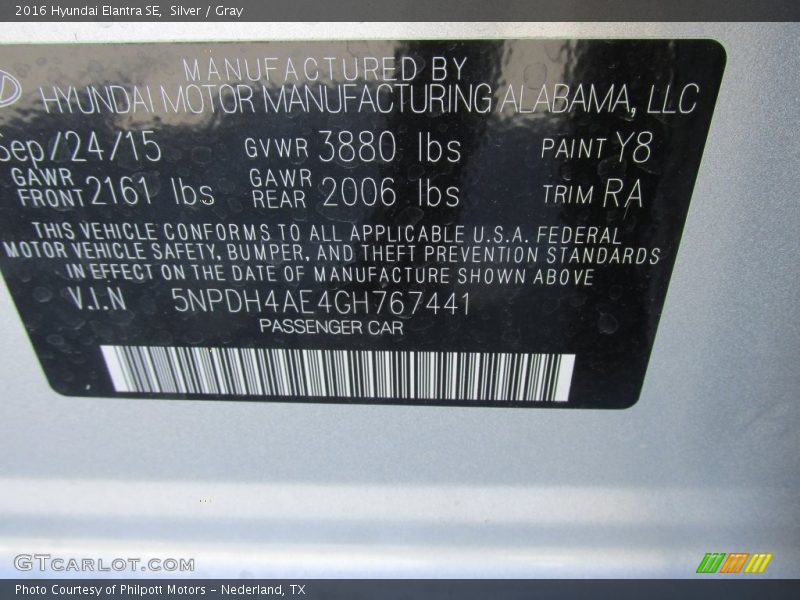 2016 Hyundai Elantra SE, Silver / Gray
MANUFACTURED BY
HYUNDAI MOTOR MANUFACTURING ALABAMA, LLC
Sep/24/15 GVWR 3880 lbs PAINT Y8
GAWR FRONT 2161 lbs GAWR REAR 2006 lbs TRIM RA
THIS VEHICLE CONFORMS TO ALL APPLICABLE U.S.A. FEDERAL
MOTOR VEHICLE SAFETY, BUMPER, AND THEFT PREVENTION STANDARDS
IN EFFECT ON THE DATE OF MANUFACTURE SHOWN ABOVE
V.I.N 5NPDH4AE4GH767441
PASSENGER CAR
GTCARLOT.COM
Photo Courtesy of Philpott Motors - Nederland, TX